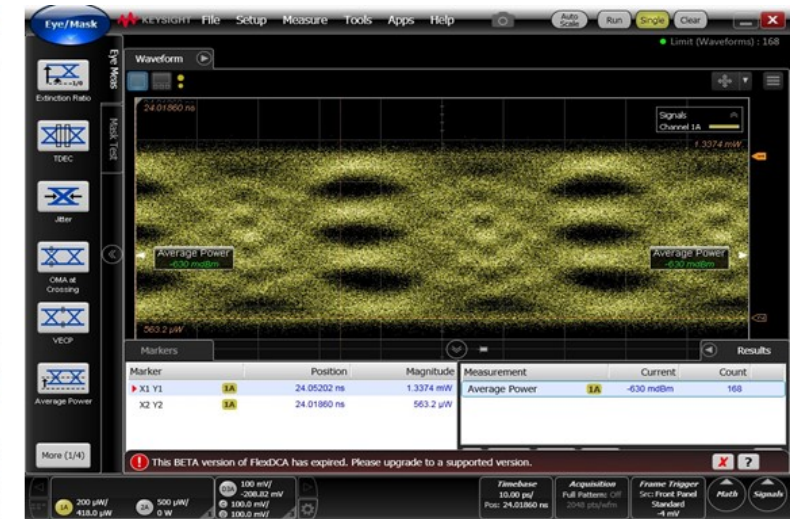 Eye/Mask
KEYSIGHT File Setup Measure Tools Apps Help
Auto Scale Run Single Clear
Limit (Waveforms) : 168
Waveform
Eye Meas
Mask Test
Extinction Ratio
TDEC
Jitter
OMA at
Crossing
VECP
Average Power
More (1/4)
24.01860 ns
Signals
Channel 1A
1.3374 mW
Average Power
-630 mdBm
Average Power
-630 mdBm
563.2 µW
Markers
Results
Marker Position Magnitude
X1 Y1 1A 24.05202 ns 1.3374 mW
X2 Y2 1A 24.01860 ns 563.2 µW
Measurement Current Count
Average Power 1A -630 mdBm 168
This BETA version of FlexDCA has expired. Please upgrade to a supported version.
X ?
1A 200 µW/
418.0 µW
2A 500 µW/
0 W
03A 100 mV/
-208.82 mV
100.0 mV/
100.0 mV/
Timebase
10.00 ps/
Pos: 24.01860 ns
Acquisition
Full Pattern: Off
2048 pts/wfm
Frame Trigger
Src: Front Panel
Standard
-4 mV
Math
Signals